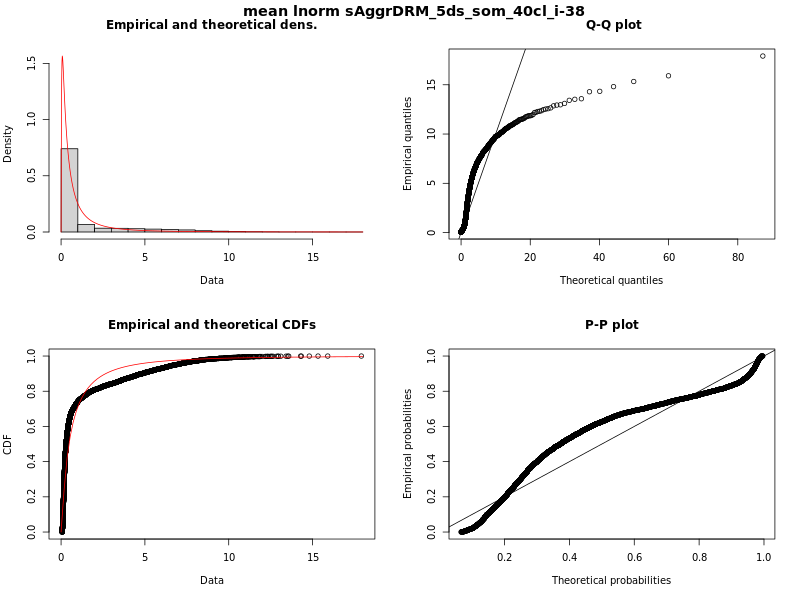 mean lnorm sAggrDRM_5ds_som_40cl_i-38
Empirical and theoretical dens.
Density
0.0 0.5 1.0 1.5
0 5 10 15
Data
Q-Q plot
Empirical quantiles
0 5 10 15
0 20 40 60 80
Theoretical quantiles
Empirical and theoretical CDFs
CDF
0.0 0.2 0.4 0.6 0.8 1.0
0 5 10 15
Data
P-P plot
Empirical probabilities
0.0 0.2 0.4 0.6 0.8 1.0
0.2 0.4 0.6 0.8 1.0
Theoretical probabilities